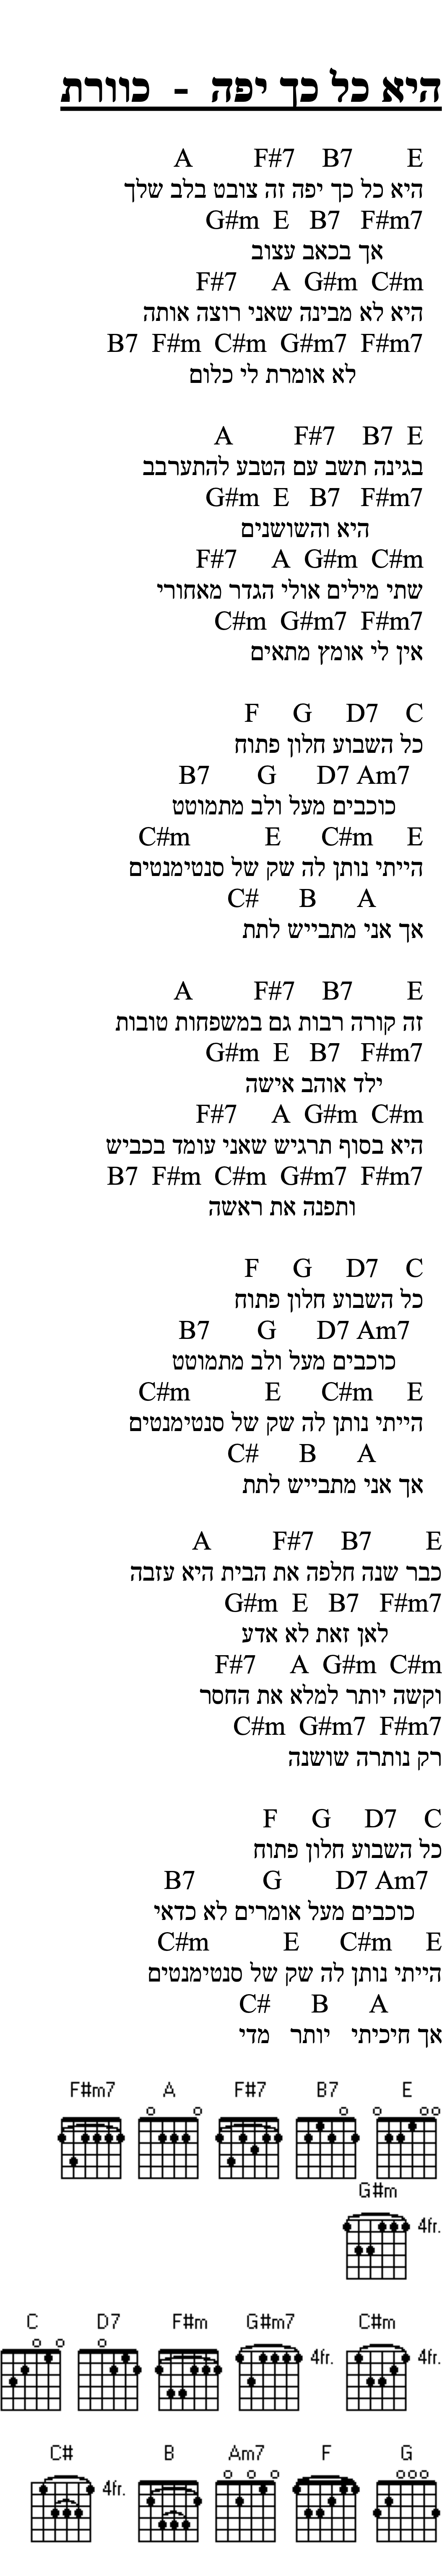 היא כל כך יפה - כוורת
A F#7 B7 E
היא כל כך יפה זה צובט בלב שלך
G#m E B7 F#m7
אך בכאב עצוב
F#7 A G#m C#m
היא לא מבינה שאני רוצה אותה
B7 F#m C#m G#m7 F#m7
לא אומרת לי כלום
A F#7 B7 E
בגינה תשב עם הטבע להתערבב
G#m E B7 F#m7
היא והשושנים
F#7 A G#m C#m
שתי מילים אולי הגדר מאחורי
C#m G#m7 F#m7
אין לי אומץ מתאים
F G D7 C
כל השבוע חלון פתוח
B7 G D7 Am7
כוכבים מעל ולב מתמוטט
C#m E C#m E
הייתי נותן לה שק של סנטימנטים
C# B A
אך אני מתבייש לתת
A F#7 B7 E
זה קורה רבות גם במשפחות טובות
G#m E B7 F#m7
ילד אוהב אישה
F#7 A G#m C#m
היא בסוף תרגיש שאני עומד בכביש
B7 F#m C#m G#m7 F#m7
ותפנה את ראשה
F G D7 C
כל השבוע חלון פתוח
B7 G D7 Am7
כוכבים מעל ולב מתמוטט
C#m E C#m E
הייתי נותן לה שק של סנטימנטים
C# B A
אך אני מתבייש לתת
A F#7 B7 E
כבר שנה חלפה את הבית היא עזבה
G#m E B7 F#m7
לאן זאת לא אדע
F#7 A G#m C#m
וקשה יותר למלא את החסר
C#m G#m7 F#m7
רק נותרה שושנה
F G D7 C
כל השבוע חלון פתוח
B7 G D7 Am7
כוכבים מעל אומרים לא כדאי
C#m E C#m E
הייתי נותן לה שק של סנטימנטים
C# B A
אך חיכיתי יותר מדי
F#m7 A F#7 B7 E
G#m
4fr.
C D7 F#m G#m7 C#m
4fr. 4fr.
C# B Am7 F G
4fr.